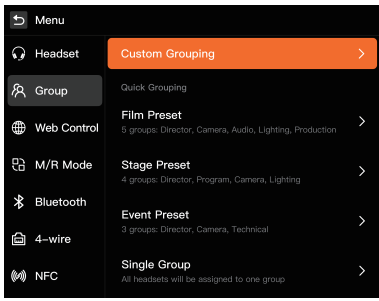 Menu
Headset
Group
Web Control
M/R Mode
Bluetooth
4-wire
NFC
Custom Grouping
Quick Grouping
Film Preset
5 groups: Director, Camera, Audio, Lighting, Production
Stage Preset
4 groups: Director, Program, Camera, Lighting
Event Preset
3 groups: Director, Camera, Technical
Single Group
All headsets will be assigned to one group